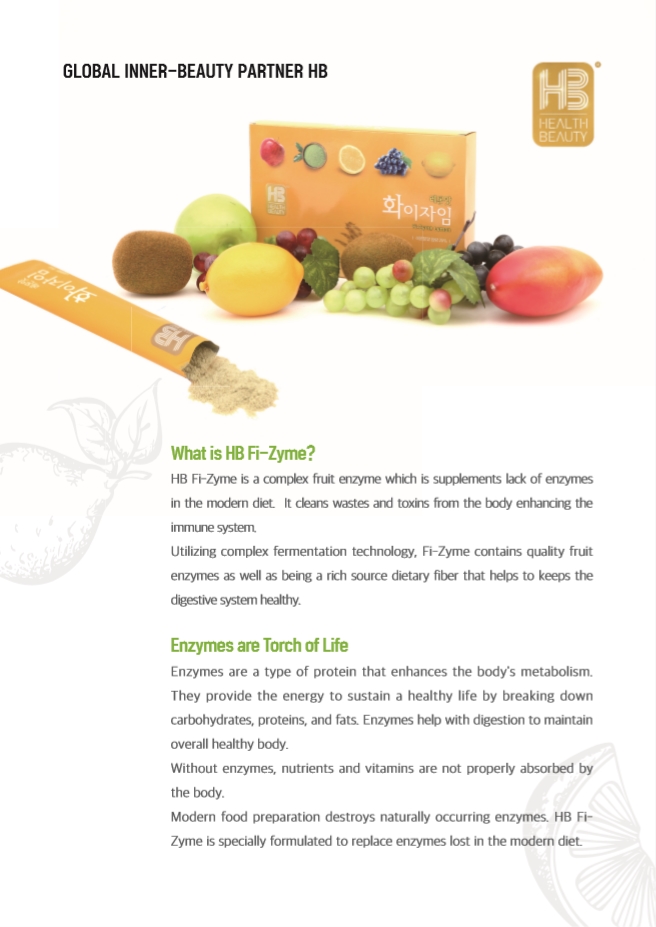 GLOBAL INNER-BEAUTY PARTNER HB
HB
HEALTH
BEAUTY
HB
화이자임
화이자임
HB
What is HB Fi-Zyme?
HB Fi-Zyme is a complex fruit enzyme which is supplements lack of enzymes
in the modern diet.  It cleans wastes and toxins from the body enhancing the
immune system.
Utilizing complex fermentation technology, Fi-Zyme contains quality fruit
enzymes as well as being a rich source dietary fiber that helps to keeps the
digestive system healthy.
Enzymes are Torch of Life
Enzymes are a type of protein that enhances the body's metabolism.
They provide the energy to sustain a healthy life by breaking down
carbohydrates, proteins, and fats. Enzymes help with digestion to maintain
overall healthy body.
Without enzymes, nutrients and vitamins are not properly absorbed by
the body.
Modern food preparation destroys naturally occurring enzymes. HB Fi-
Zyme is specially formulated to replace enzymes lost in the modern diet.